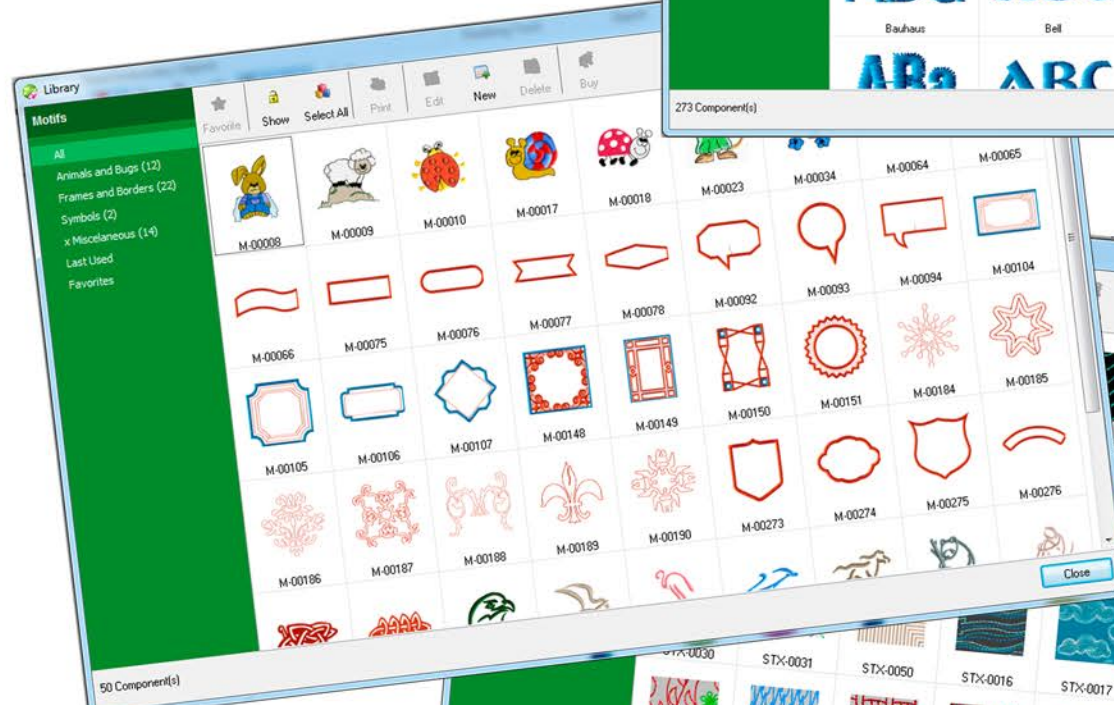 Bauhaus
Bell
ABa
ABC
273 Component(s)
Library
Motifs
Favorite
Show
Select All
Print
Edit
New
Delete
Buy
All
Animals and Bugs (12)
Frames and Borders (22)
Symbols (2)
x Miscelaneous (14)
Last Used
Favorites
M-00008
M-00009
M-00010
M-00017
M-00018
M-00023
M-00034
M-00064
M-00065
M-00066
M-00075
M-00076
M-00077
M-00078
M-00092
M-00093
M-00094
M-00104
M-00105
M-00106
M-00107
M-00148
M-00149
M-00150
M-00151
M-00184
M-00185
M-00186
M-00187
M-00188
M-00189
M-00190
M-00273
M-00274
M-00275
M-00276
Close
50 Component(s)
STX-0030
STX-0031
STX-0050
STX-0016
STX-0017